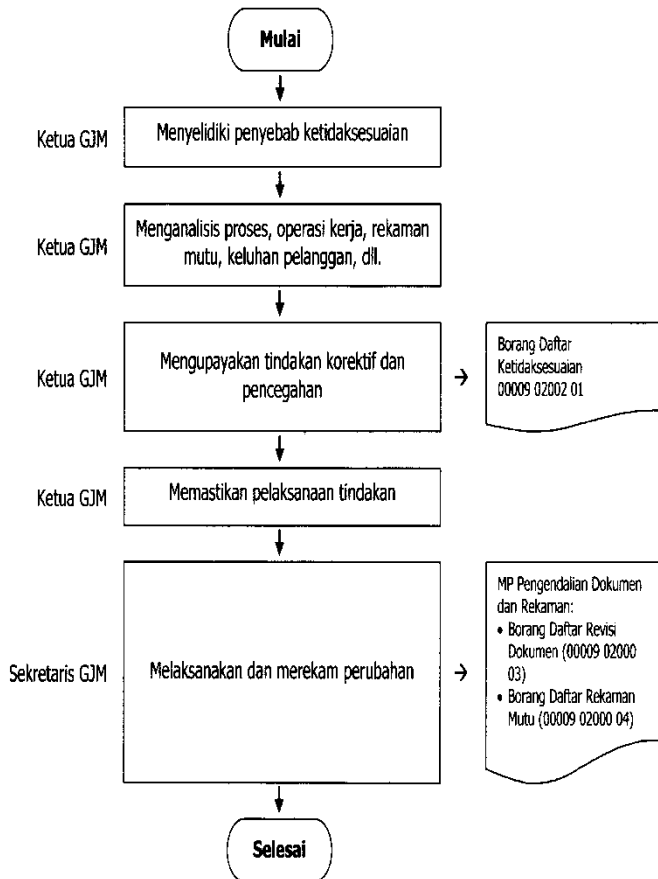 Mulai
Ketua GJM
Menyelidiki penyebab ketidaksesuaian
Ketua GJM
Menganalisis proses, operasi kerja, rekaman
mutu, keluhan pelanggan, dll.
Ketua GJM
Mengupayakan tindakan korektif dan
pencegahan
Borang Daftar
Ketidaksesuaian
00009 02002 01
Ketua GJM
Memastikan pelaksanaan tindakan
Sekretaris GJM
Melaksanakan dan merekam perubahan
MP Pengendalian Dokumen
dan Rekaman:
• Borang Daftar Revisi
Dokumen (00009 02000
03)
• Borang Daftar Rekaman
Mutu (00009 02000 04)
Selesai